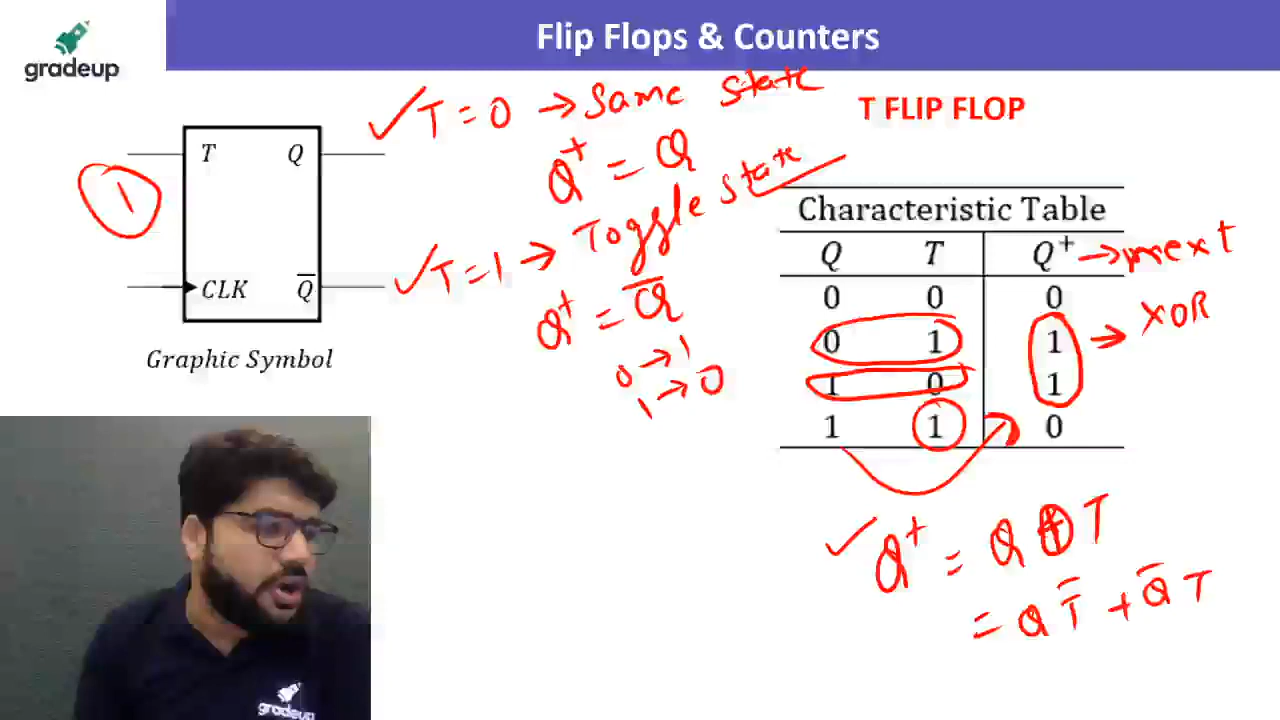 Flip Flops & Counters
gradeup
T FLIP FLOP
✓ T = 0 → Same state
Q⁺ = Q
✓ T = 1 → Toggle state
Q⁺ = Q̅
0 → 1
1 → 0
1
T Q
CLK Q̅
Graphic Symbol
Characteristic Table
Q T Q⁺ → next
0 0 0
0 1 1 → XOR
1 0 1
1 1 0
✓ Q⁺ = Q ⊕ T
= Q T̅ + Q̅ T
gradeup